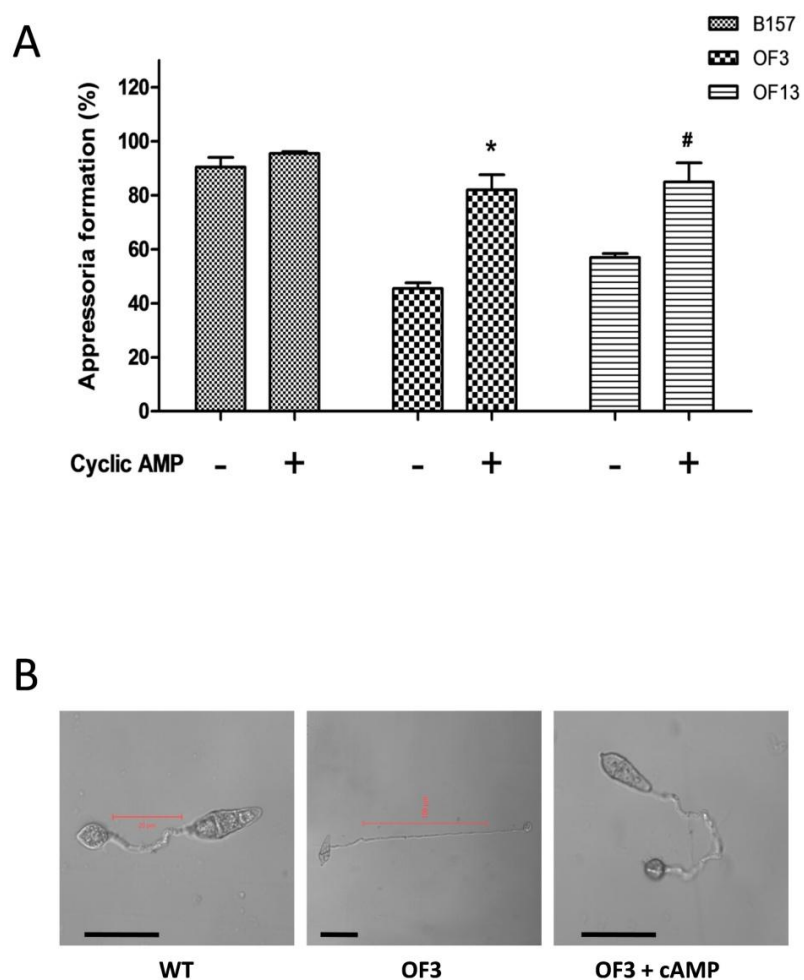 A
B157
OF3
OF13
Appressoria formation (%)
120
100
80
60
40
20
0
*
#
Cyclic AMP - + - + - +
B
WT OF3 OF3 + cAMP